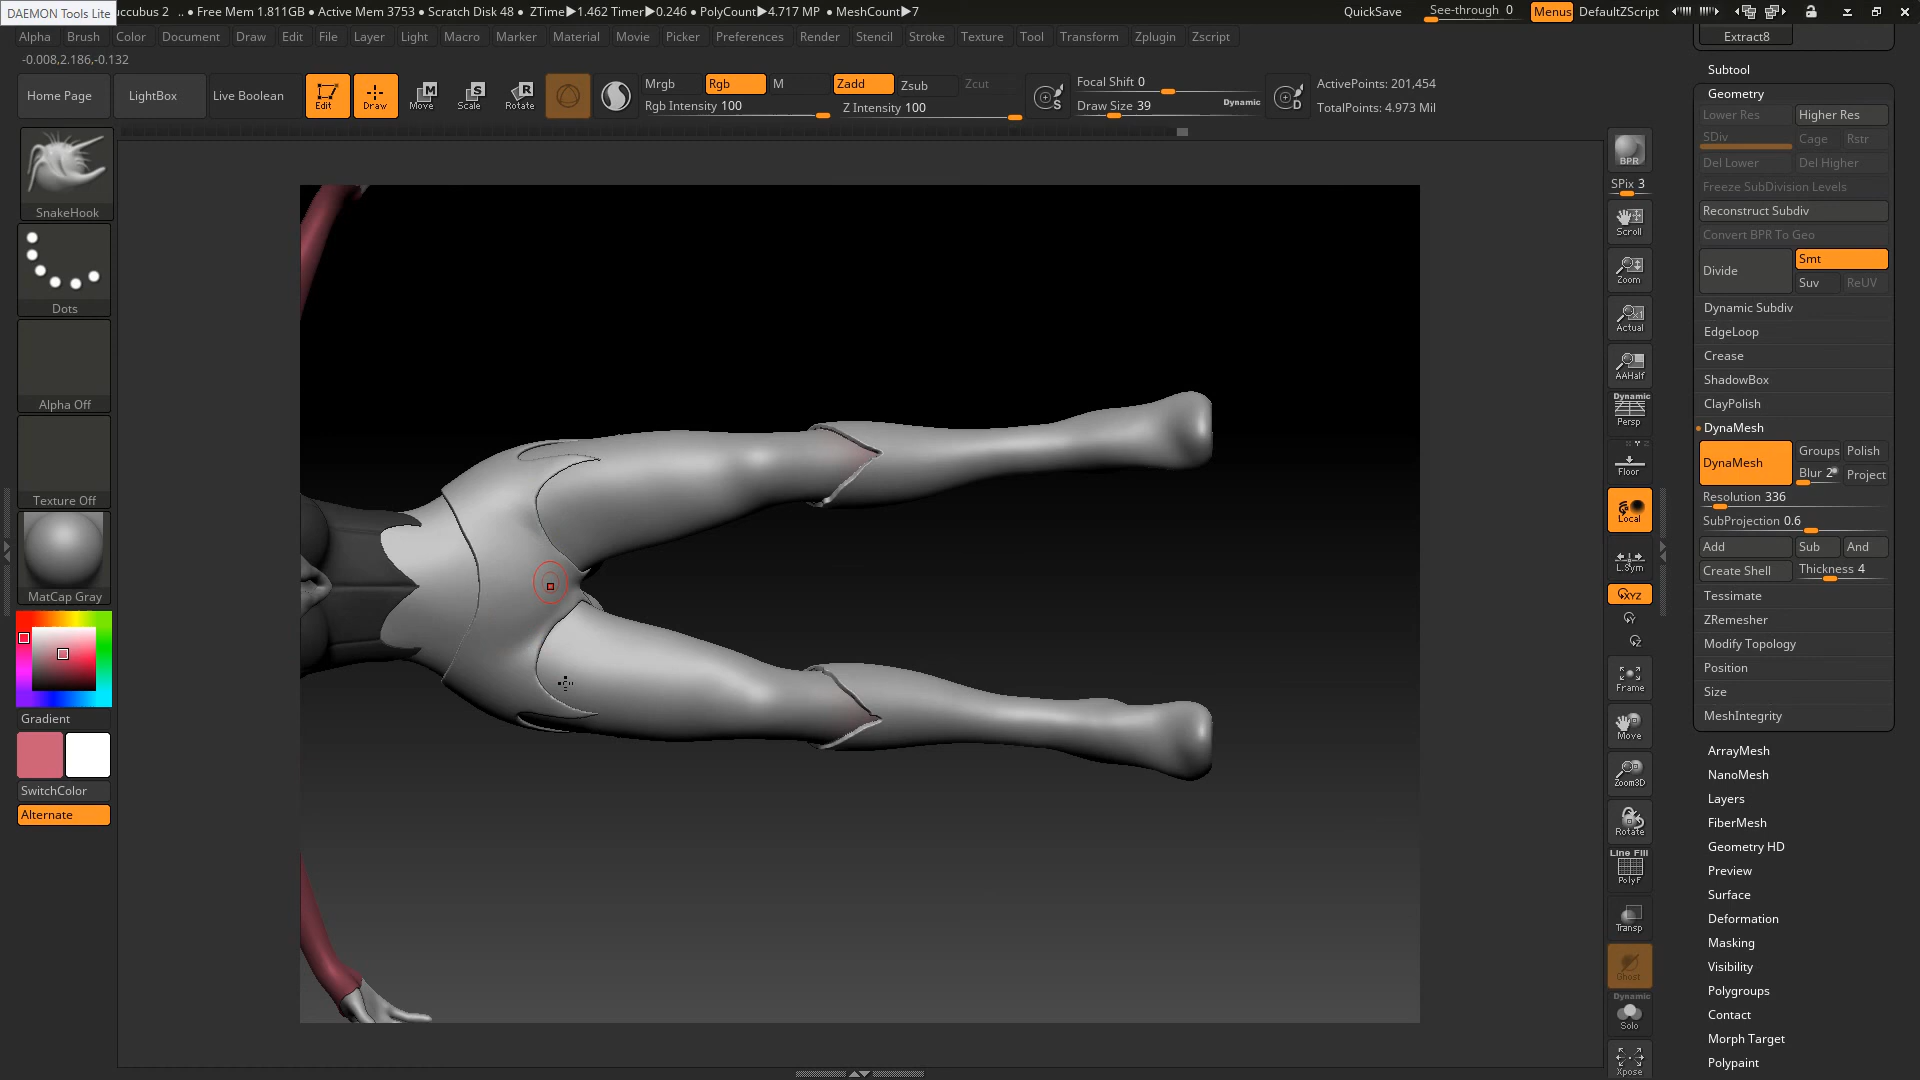 DAEMON Tools Lite
uccubus 2 .. ● Free Mem 1.811GB ● Active Mem 3753 ● Scratch Disk 48 ● ZTime▶1.462 Timer▶0.246 ● PolyCount▶4.717 MP ● MeshCount▶7
QuickSave See-through 0 Menus DefaultZScript
Alpha Brush Color Document Draw Edit File Layer Light Macro Marker Material Movie Picker Preferences Render Stencil Stroke Texture Tool Transform Zplugin Zscript
-0.008,2.186,-0.132
Home Page
LightBox
Live Boolean
Edit
Draw
Move
Scale
Rotate
Mrgb Rgb M
Rgb Intensity 100
Zadd Zsub Zcut
Z Intensity 100
Focal Shift 0
Draw Size 39
Dynamic
ActivePoints: 201,454
TotalPoints: 4.973 Mil
SnakeHook
Dots
Alpha Off
Texture Off
MatCap Gray
Gradient
SwitchColor
Alternate
BPR
SPix 3
Scroll
Zoom
Actual
AAHalf
Dynamic
Persp
Floor
Local
L.Sym
XYZ
Frame
Move
Zoom3D
Rotate
Line Fill
PolyF
Transp
Ghost
Dynamic
Solo
Xpose
Extract8
Subtool
Geometry
Lower Res Higher Res
SDiv Cage Rstr
Del Lower Del Higher
Freeze SubDivision Levels
Reconstruct Subdiv
Convert BPR To Geo
Divide Smt
Suv ReUV
Dynamic Subdiv
EdgeLoop
Crease
ShadowBox
ClayPolish
DynaMesh
DynaMesh Groups Polish
Blur 2 Project
Resolution 336
SubProjection 0.6
Add Sub And
Create Shell Thickness 4
Tessimate
ZRemesher
Modify Topology
Position
Size
MeshIntegrity
ArrayMesh
NanoMesh
Layers
FiberMesh
Geometry HD
Preview
Surface
Deformation
Masking
Visibility
Polygroups
Contact
Morph Target
Polypaint